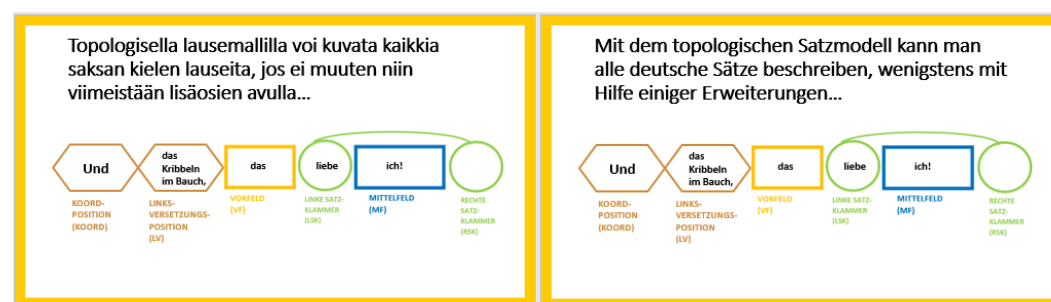 Topologisella lausemallilla voi kuvata kaikkia
saksan kielen lauseita, jos ei muuten niin
viimeistään lisäosien avulla...
Und
das
Kribbeln
im Bauch,
das
liebe
ich!
KOORD-
POSITION
(KOORD)
LINKS-
VERSETZUNGS-
POSITION
(LV)
VORFELD
(VF)
LINKE SATZ-
KLAMMER
(LSK)
MITTELFELD
(MF)
RECHTE
SATZ-
KLAMMER
(RSK)
Mit dem topologischen Satzmodell kann man
alle deutsche Sätze beschreiben, wenigstens mit
Hilfe einiger Erweiterungen...
Und
das
Kribbeln
im Bauch,
das
liebe
ich!
KOORD-
POSITION
(KOORD)
LINKS-
VERSETZUNGS-
POSITION
(LV)
VORFELD
(VF)
LINKE SATZ-
KLAMMER
(LSK)
MITTELFELD
(MF)
RECHTE
SATZ-
KLAMMER
(RSK)